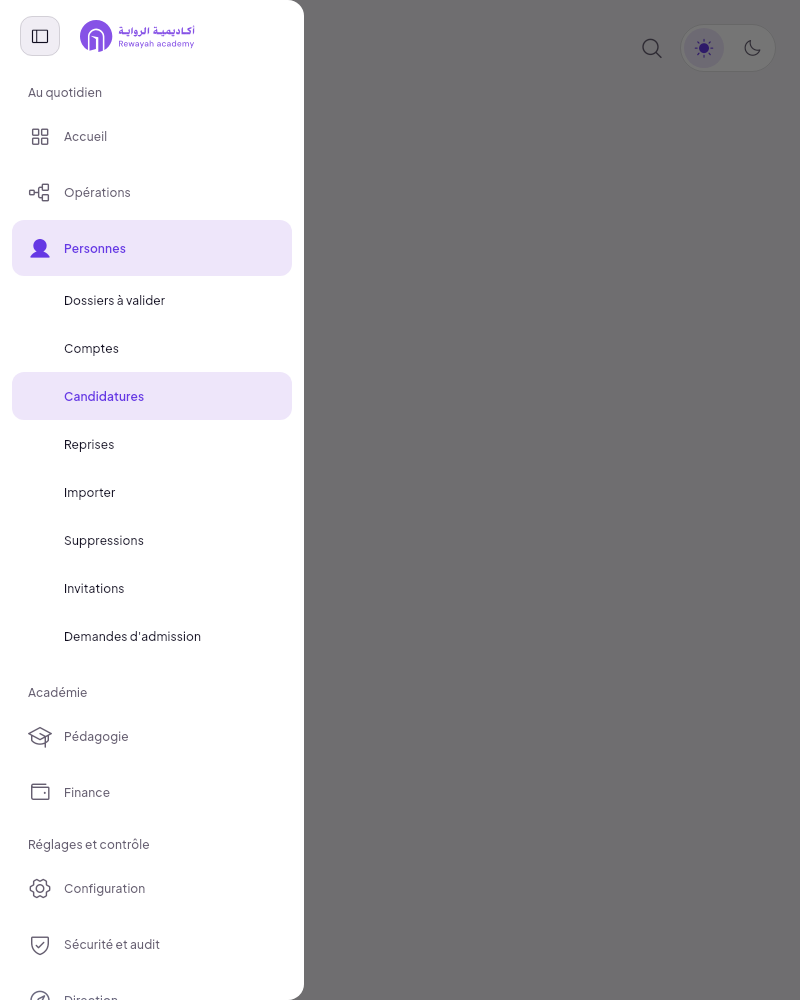 أكاديمية الرواية
Rewayah academy
Au quotidien
Accueil
Opérations
Personnes
Dossiers à valider
Comptes
Candidatures
Reprises
Importer
Suppressions
Invitations
Demandes d'admission
Académie
Pédagogie
Finance
Réglages et contrôle
Configuration
Sécurité et audit
Direction